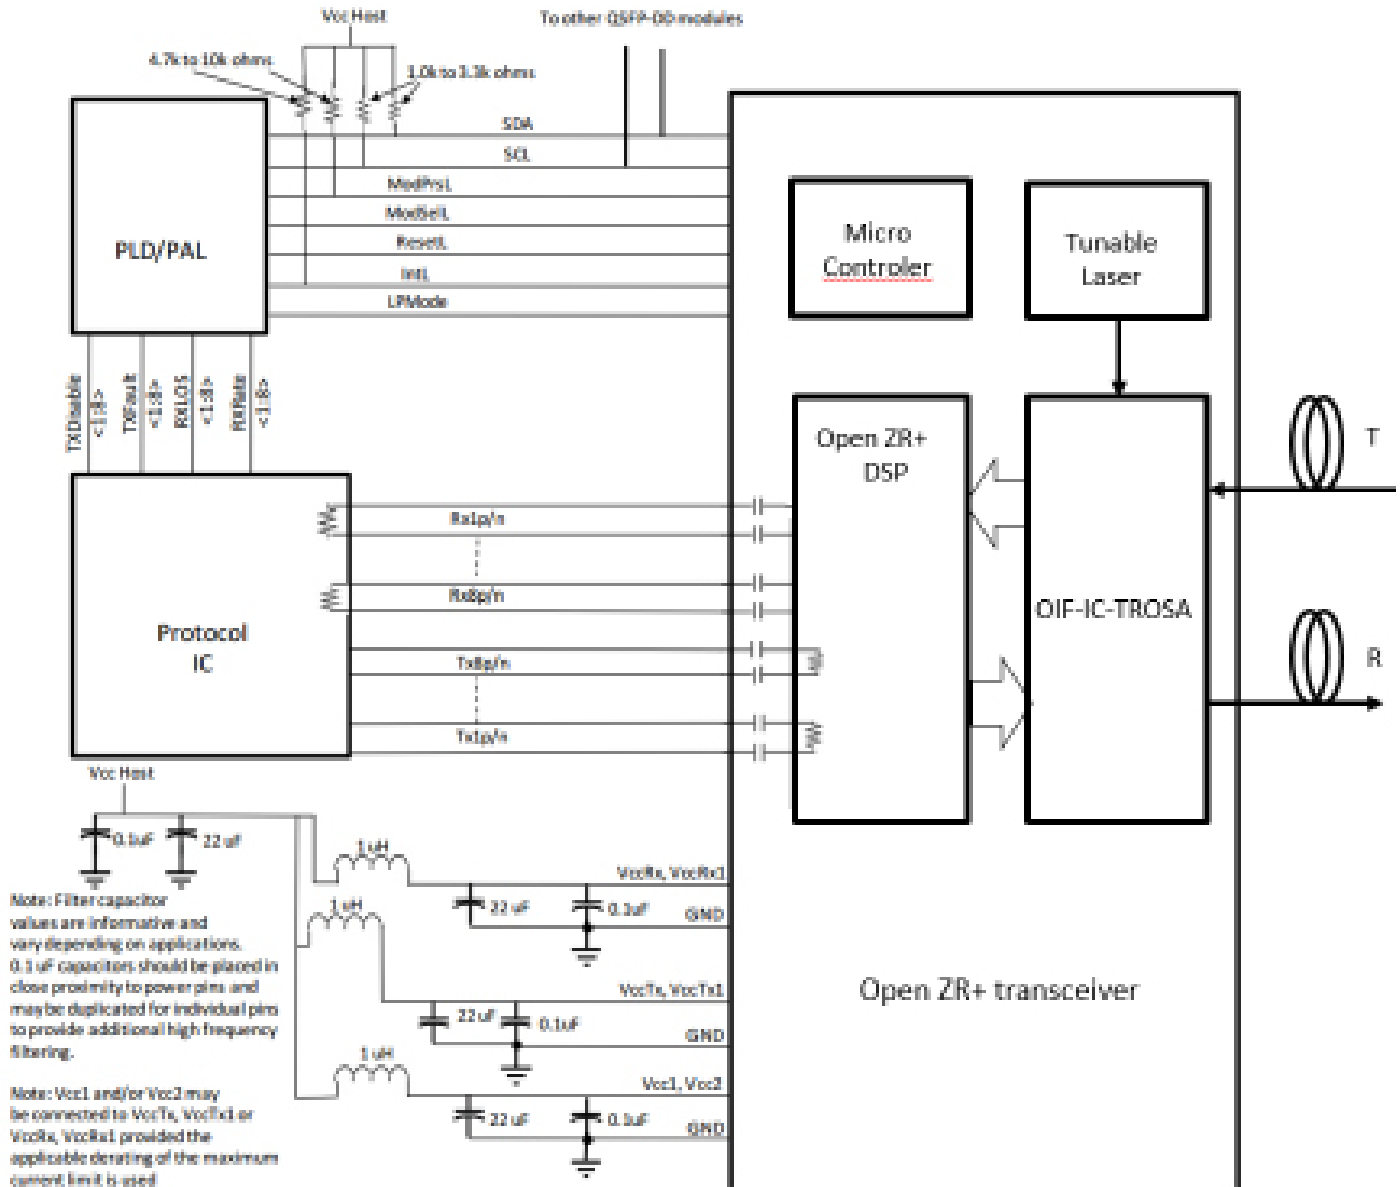 Vcc Host
To other QSFP-DD modules
4.7k to 10k ohms
1.0k to 3.3k ohms
SDA
SCL
ModPrsL
ModSelL
ResetL
IntL
LPMode
PLD/PAL
Micro
Controler
Tunable
Laser
TXDisable
<1:8>
TXFault
<1:8>
RXLOS
<1:8>
RXRate
<1:8>
Open ZR+
DSP
T
Rx1p/n
Rx8p/n
OIF-IC-TROSA
Protocol
IC
R
Tx8p/n
Tx1p/n
Vcc Host
0.1uF
22 uF
1 uH
VccRx, VccRx1
22 uF
0.1uF
GND
1 uH
Note: Filter capacitor
values are informative and
vary depending on applications.
0.1 uF capacitors should be placed in
close proximity to power pins and
may be duplicated for individual pins
to provide additional high frequency
filtering.
VccTx, VccTx1
22 uF
0.1uF
GND
Open ZR+ transceiver
1 uH
Vcc1, Vcc2
22 uF
0.1uF
GND
Note: Vcc1 and/or Vcc2 may
be connected to VccTx, VccTx1 or
VccRx, VccRx1 provided the
applicable derating of the maximum
current limit is used